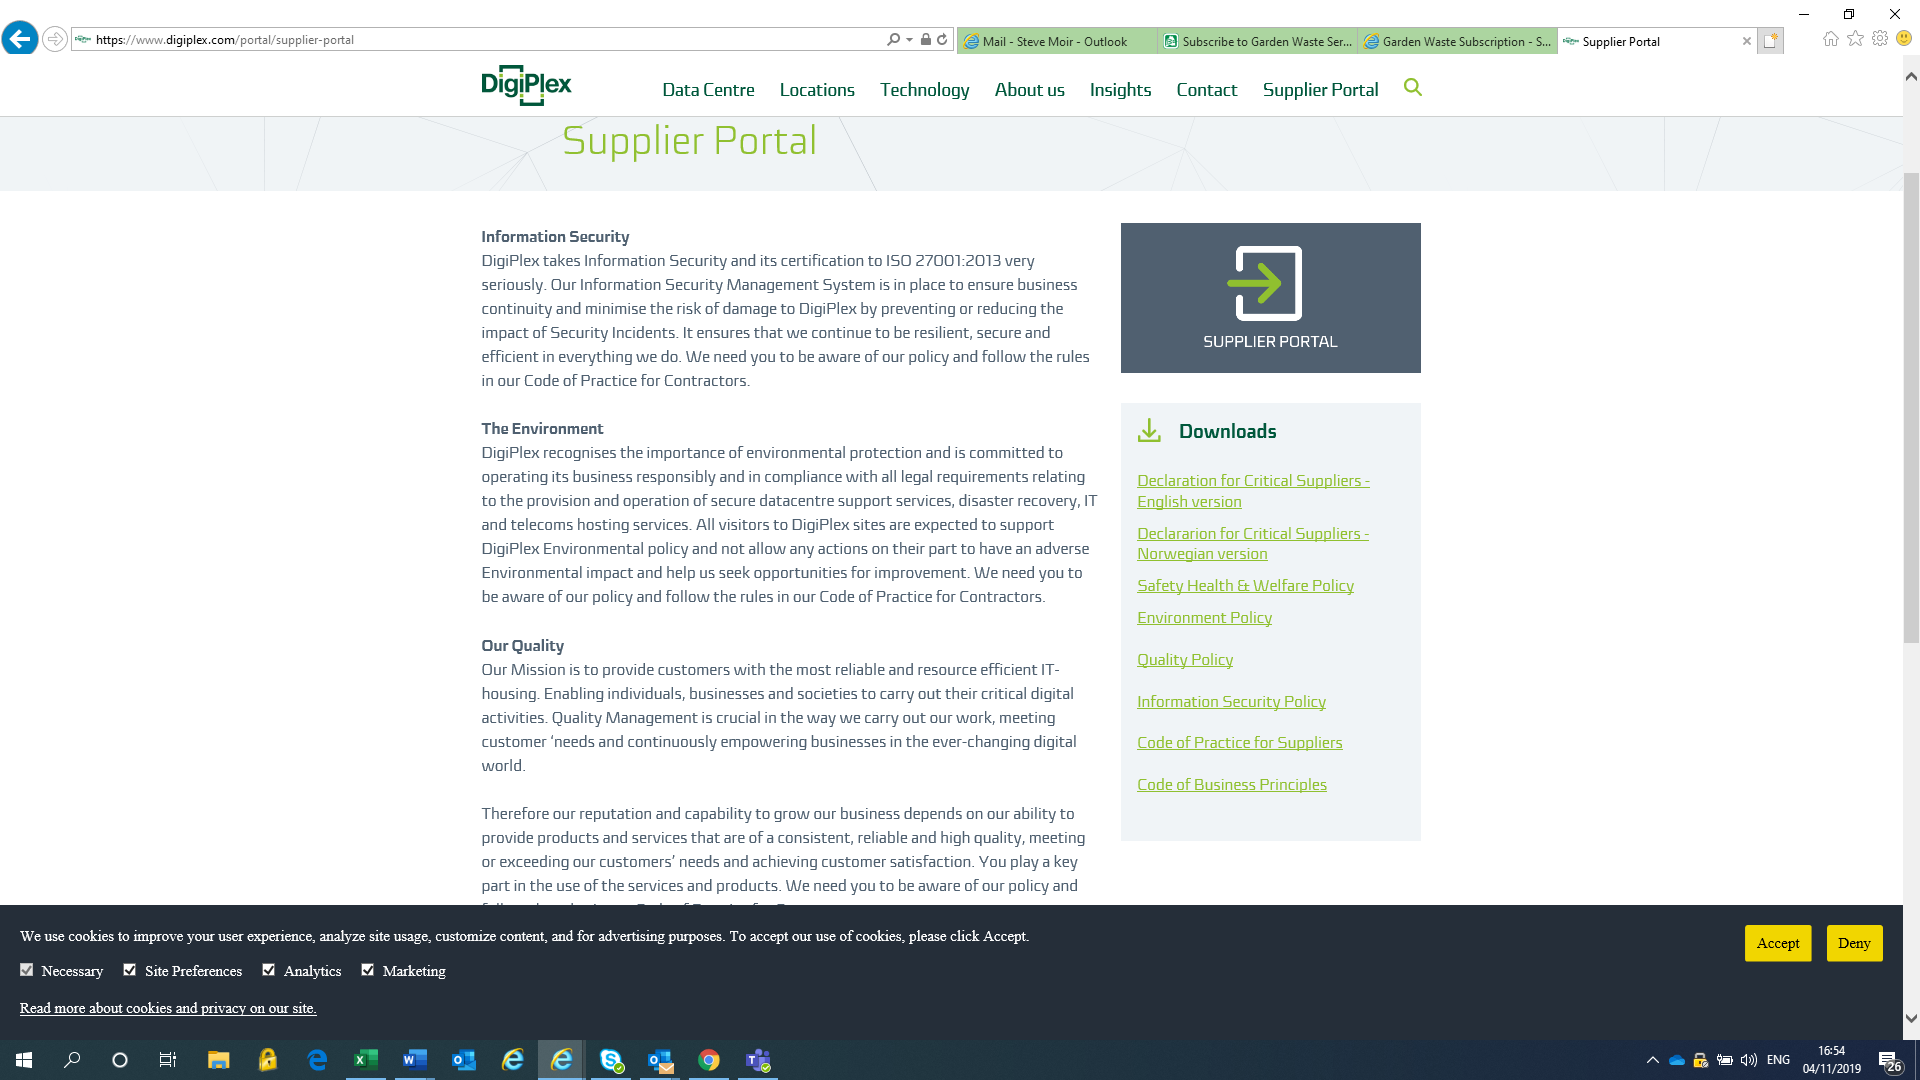 https://www.digiplex.com/portal/supplier-portal
Mail - Steve Moir - Outlook
Subscribe to Garden Waste Ser...
Garden Waste Subscription - S...
Supplier Portal
DigiPlex
Data Centre
Locations
Technology
About us
Insights
Contact
Supplier Portal
Supplier Portal
Information Security
DigiPlex takes Information Security and its certification to ISO 27001:2013 very
seriously. Our Information Security Management System is in place to ensure business
continuity and minimise the risk of damage to DigiPlex by preventing or reducing the
impact of Security Incidents. It ensures that we continue to be resilient, secure and
efficient in everything we do. We need you to be aware of our policy and follow the rules
in our Code of Practice for Contractors.
The Environment
DigiPlex recognises the importance of environmental protection and is committed to
operating its business responsibly and in compliance with all legal requirements relating
to the provision and operation of secure datacentre support services, disaster recovery, IT
and telecoms hosting services. All visitors to DigiPlex sites are expected to support
DigiPlex Environmental policy and not allow any actions on their part to have an adverse
Environmental impact and help us seek opportunities for improvement. We need you to
be aware of our policy and follow the rules in our Code of Practice for Contractors.
Our Quality
Our Mission is to provide customers with the most reliable and resource efficient IT-
housing. Enabling individuals, businesses and societies to carry out their critical digital
activities. Quality Management is crucial in the way we carry out our work, meeting
customer ‘needs and continuously empowering businesses in the ever-changing digital
world.
Therefore our reputation and capability to grow our business depends on our ability to
provide products and services that are of a consistent, reliable and high quality, meeting
or exceeding our customers’ needs and achieving customer satisfaction. You play a key
part in the use of the services and products. We need you to be aware of our policy and
SUPPLIER PORTAL
Downloads
Declaration for Critical Suppliers -
English version
Declararion for Critical Suppliers -
Norwegian version
Safety Health & Welfare Policy
Environment Policy
Quality Policy
Information Security Policy
Code of Practice for Suppliers
Code of Business Principles
We use cookies to improve your user experience, analyze site usage, customize content, and for advertising purposes. To accept our use of cookies, please click Accept.
Necessary
Site Preferences
Analytics
Marketing
Read more about cookies and privacy on our site.
Accept
Deny
ENG
16:54
04/11/2019
26